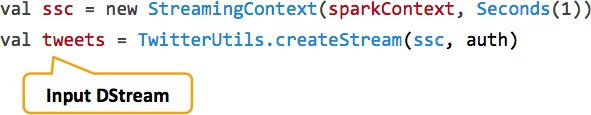 val ssc = new StreamingContext(sparkContext, Seconds(1))
val tweets = TwitterUtils.createStream(ssc, auth)
Input DStream